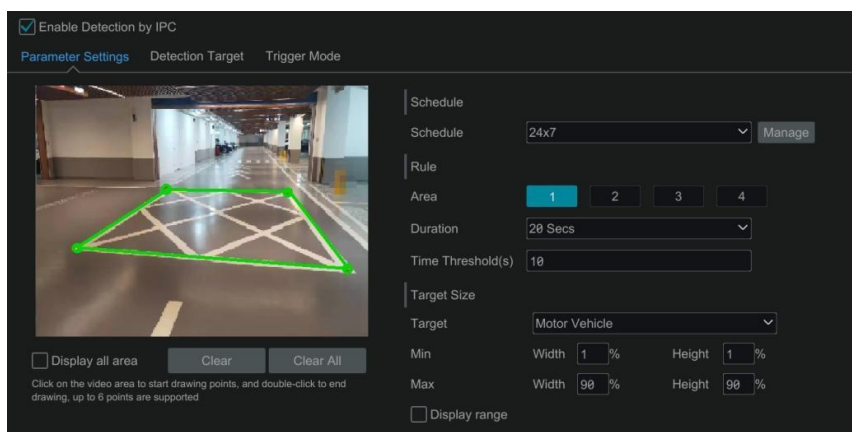 Enable Detection by IPC
Parameter Settings Detection Target Trigger Mode
Schedule
Schedule 24x7 Manage
Rule
Area 1 2 3 4
Duration 20 Secs
Time Threshold(s) 10
Target Size
Target Motor Vehicle
Display all area Clear Clear All
Min Width 1 % Height 1 %
Click on the video area to start drawing points, and double-click to end
drawing, up to 6 points are supported
Max Width 90 % Height 90 %
Display range